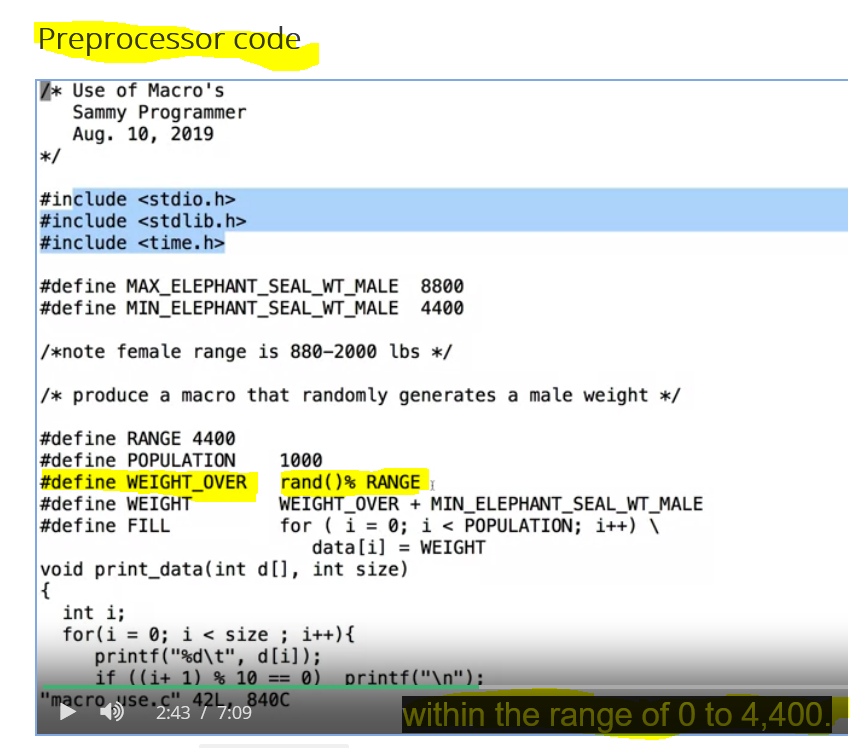 Preprocessor code
/* Use of Macro's
Sammy Programmer
Aug. 10, 2019
*/
#include <stdio.h>
#include <stdlib.h>
#include <time.h>
#define MAX_ELEPHANT_SEAL_WT_MALE 8800
#define MIN_ELEPHANT_SEAL_WT_MALE 4400
/*note female range is 880-2000 lbs */
/* produce a macro that randomly generates a male weight */
#define RANGE 4400
#define POPULATION 1000
#define WEIGHT_OVER rand()% RANGE
#define WEIGHT WEIGHT_OVER + MIN_ELEPHANT_SEAL_WT_MALE
#define FILL for ( i = 0; i < POPULATION; i++) \
data[i] = WEIGHT
void print_data(int d[], int size)
{
int i;
for(i = 0; i < size ; i++){
printf("%d\t", d[i]);
if ((i+ 1) % 10 == 0) printf("\n");
"macro_use.c" 42L, 840C
2:43 / 7:09
within the range of 0 to 4,400.